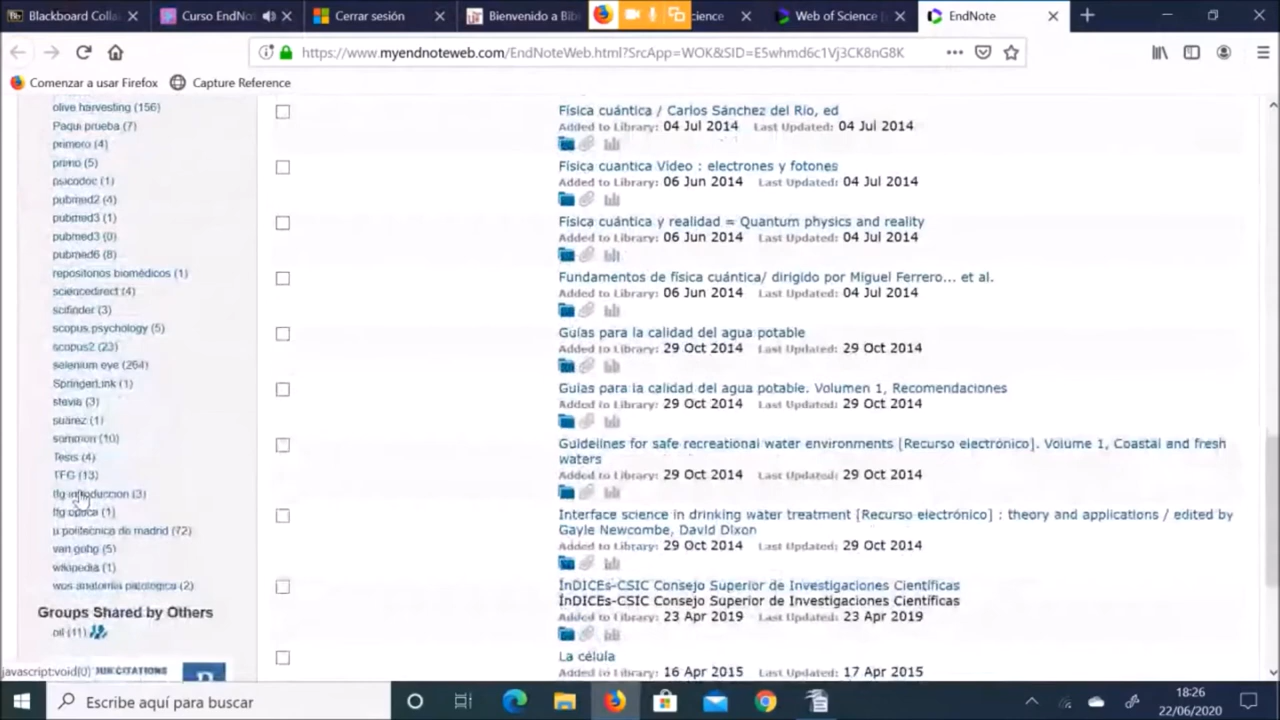 Blackboard Colla
Curso EndNo
Cerrar sesión
Bienvenido a Bib
science
Web of Science [
EndNote
https://www.myendnoteweb.com/EndNoteWeb.html?SrcApp=WOK&SID=E5whmd6c1Vj3CK8nG8K
Comenzar a usar Firefox
Capture Reference
olive harvesting (156)
Paqui prueba (7)
primero (4)
primo (5)
psicodoc (1)
pubmed2 (4)
pubmed3 (1)
pubmed3 (0)
pubmed6 (8)
repositorios biomédicos (1)
sciencedirect (4)
scifinder (3)
scopus psychology (5)
scopus2 (23)
selenium eye (264)
SpringerLink (1)
stevia (3)
suarez (1)
sommon (10)
Tesis (4)
TFG (13)
tfg introduccion (3)
tfg optica (1)
u politecnica de madrid (72)
van gohg (5)
wikipedia (1)
wos anatomia patologica (2)
Groups Shared by Others
oil (11)
javascript:void(0)
CITATIONS
Física cuántica / Carlos Sánchez del Río, ed
Added to Library: 04 Jul 2014 Last Updated: 04 Jul 2014
Física cuantica Video : electrones y fotones
Added to Library: 06 Jun 2014 Last Updated: 04 Jul 2014
Física cuántica y realidad = Quantum physics and reality
Added to Library: 06 Jun 2014 Last Updated: 04 Jul 2014
Fundamentos de física cuántica/ dirigido por Miguel Ferrero... et al.
Added to Library: 06 Jun 2014 Last Updated: 04 Jul 2014
Guías para la calidad del agua potable
Added to Library: 29 Oct 2014 Last Updated: 29 Oct 2014
Guías para la calidad del agua potable. Volumen 1, Recomendaciones
Added to Library: 29 Oct 2014 Last Updated: 29 Oct 2014
Guidelines for safe recreational water environments [Recurso electrónico]. Volume 1, Coastal and fresh
waters
Added to Library: 29 Oct 2014 Last Updated: 29 Oct 2014
Interface science in drinking water treatment [Recurso electrónico] : theory and applications / edited by
Gayle Newcombe, David Dixon
Added to Library: 29 Oct 2014 Last Updated: 29 Oct 2014
ÍnDICEs-CSIC Consejo Superior de Investigaciones Científicas
ÍnDICEs-CSIC Consejo Superior de Investigaciones Científicas
Added to Library: 23 Apr 2019 Last Updated: 23 Apr 2019
La célula
Added to Library: 16 Apr 2015 Last Updated: 17 Apr 2015
Escribe aquí para buscar
18:26
22/06/2020